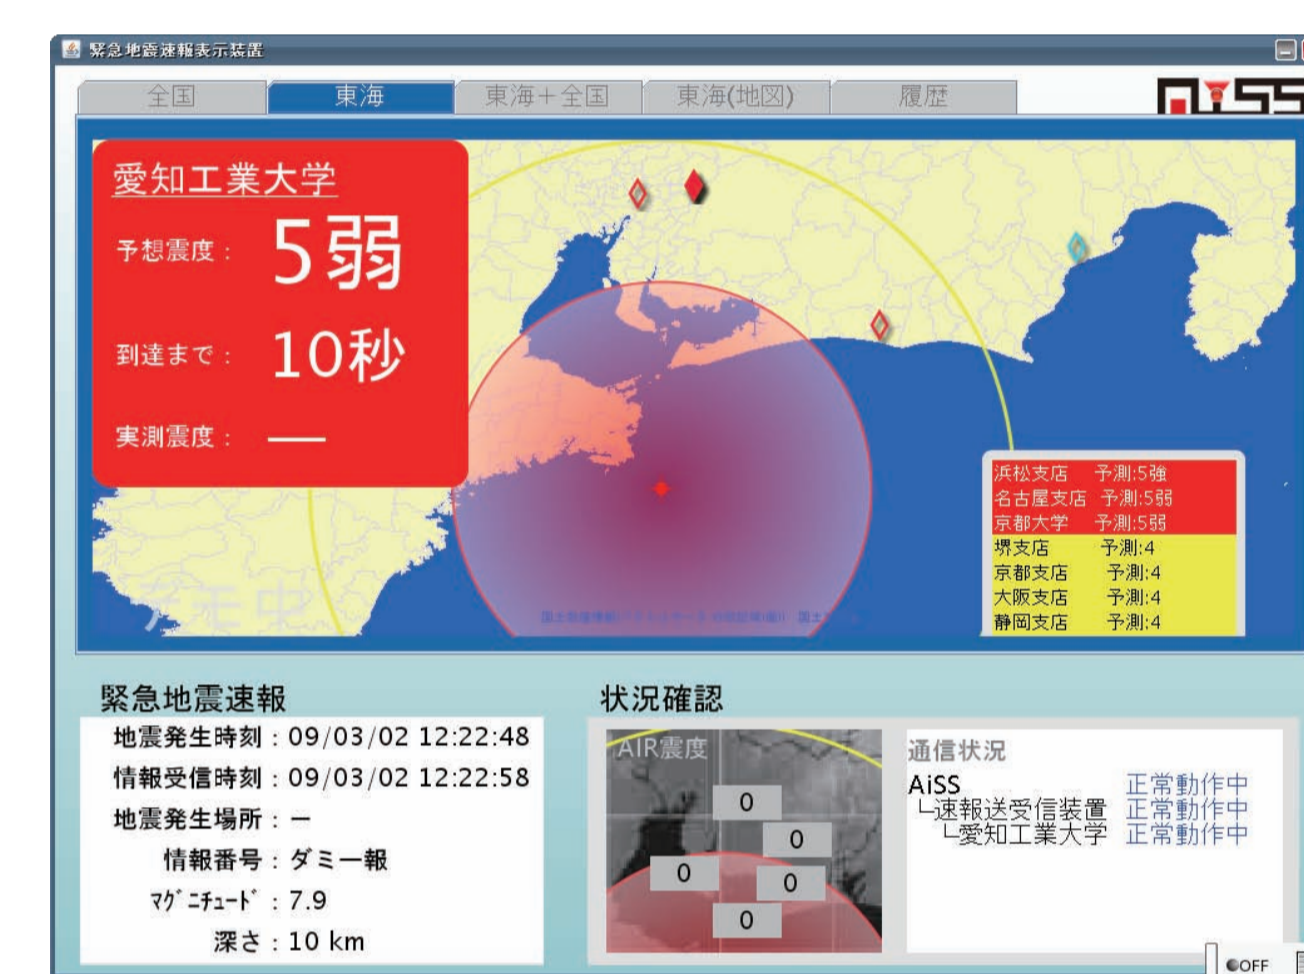 緊急地震速報表示装置
全国
東海
東海＋全国
東海(地図)
履歴
AiSS
愛知工業大学
予想震度： 5弱
到達まで： 10秒
実測震度： ―
浜松支店 予測:5強
名古屋支店 予測:5弱
京都大学 予測:5弱
堺支店 予測:4
京都支店 予測:4
大阪支店 予測:4
静岡支店 予測:4
緊急地震速報
地震発生時刻：09/03/02 12:22:48
情報受信時刻：09/03/02 12:22:58
地震発生場所：―
情報番号：ダミー報
ﾏｸﾞﾆﾁｭｰﾄﾞ：7.9
深さ：10 km
状況確認
AIR震度
0
0
0
0
0
通信状況
AiSS 正常動作中
└速報送受信装置 正常動作中
└愛知工業大学 正常動作中
OFF